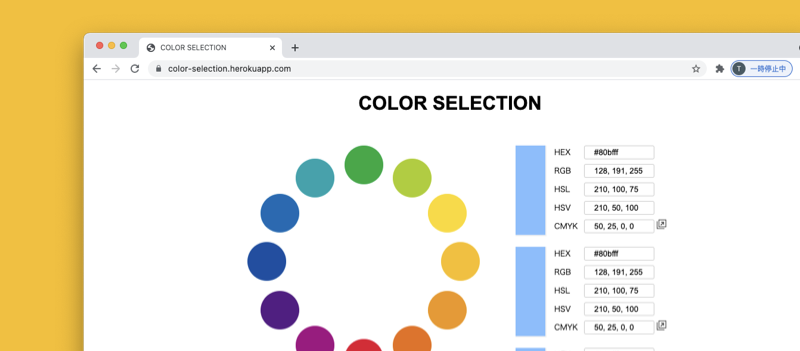 COLOR SELECTION
color-selection.herokuapp.com
T 一時停止中
COLOR SELECTION
HEX #80bfff
RGB 128, 191, 255
HSL 210, 100, 75
HSV 210, 50, 100
CMYK 50, 25, 0, 0
HEX #80bfff
RGB 128, 191, 255
HSL 210, 100, 75
HSV 210, 50, 100
CMYK 50, 25, 0, 0